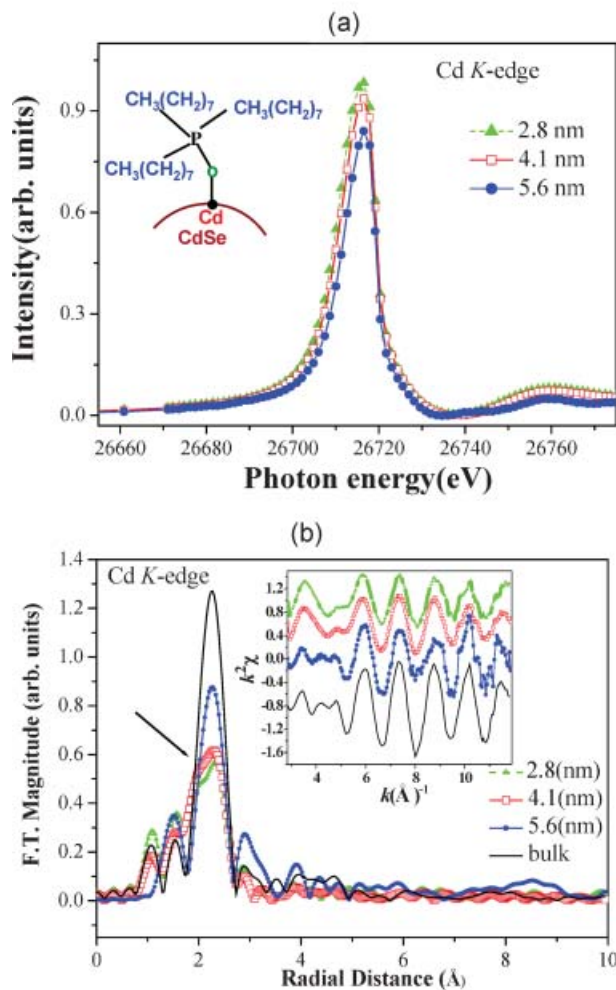 (a)
Cd K-edge
CH3(CH2)7
CH3(CH2)7
P
CH3(CH2)7
O
Cd
CdSe
2.8 nm
4.1 nm
5.6 nm
Intensity(arb. units)
0.9
0.6
0.3
0.0
26660 26680 26700 26720 26740 26760
Photon energy(eV)
(b)
Cd K-edge
F.T. Magnitude (arb. units)
1.4
1.2
1.0
0.8
0.6
0.4
0.2
0.0
k²χ
1.2
0.8
0.4
0.0
-0.4
-0.8
-1.2
-1.6
4 6 8 10
k(Å)⁻¹
2.8(nm)
4.1(nm)
5.6(nm)
bulk
0 2 4 6 8 10
Radial Distance (Å)